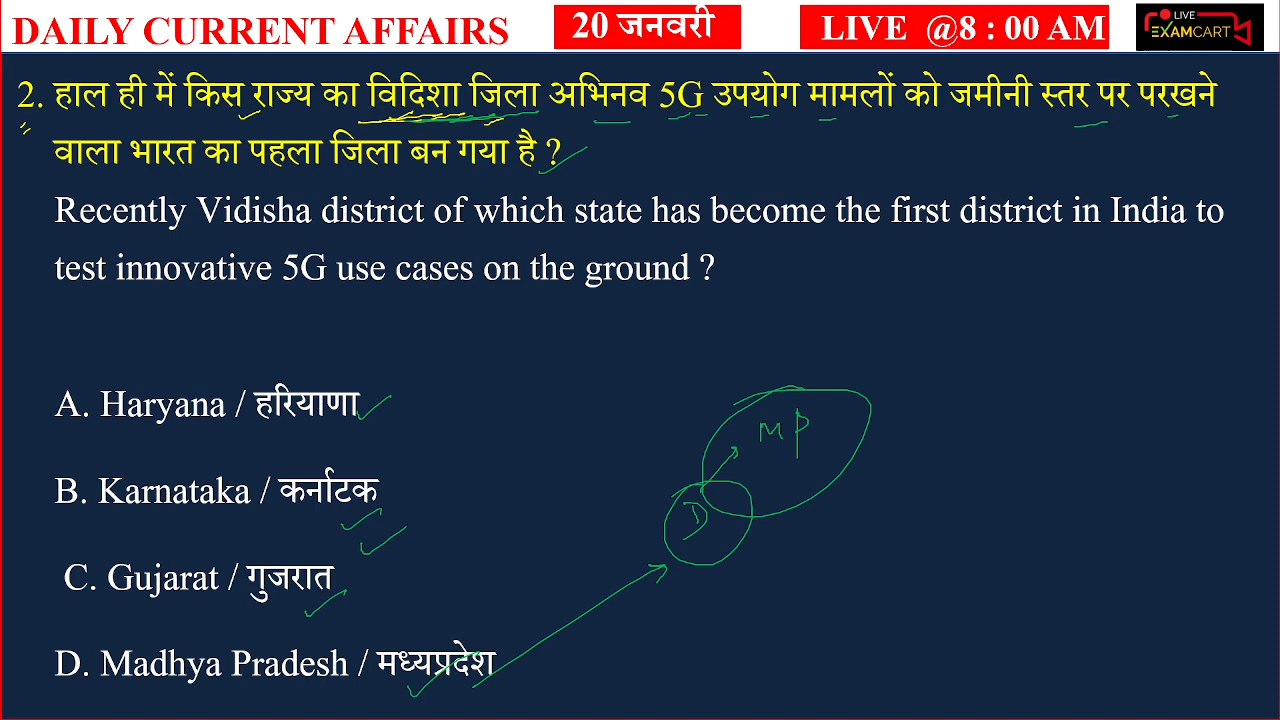 DAILY CURRENT AFFAIRS
20 जनवरी
LIVE @8 : 00 AM
LIVE
EXAMCART
2. हाल ही में किस राज्य का विदिशा जिला अभिनव 5G उपयोग मामलों को जमीनी स्तर पर परखने
वाला भारत का पहला जिला बन गया है ?
Recently Vidisha district of which state has become the first district in India to
test innovative 5G use cases on the ground ?
A. Haryana / हरियाणा
B. Karnataka / कर्नाटक
C. Gujarat / गुजरात
D. Madhya Pradesh / मध्यप्रदेश
MP
D